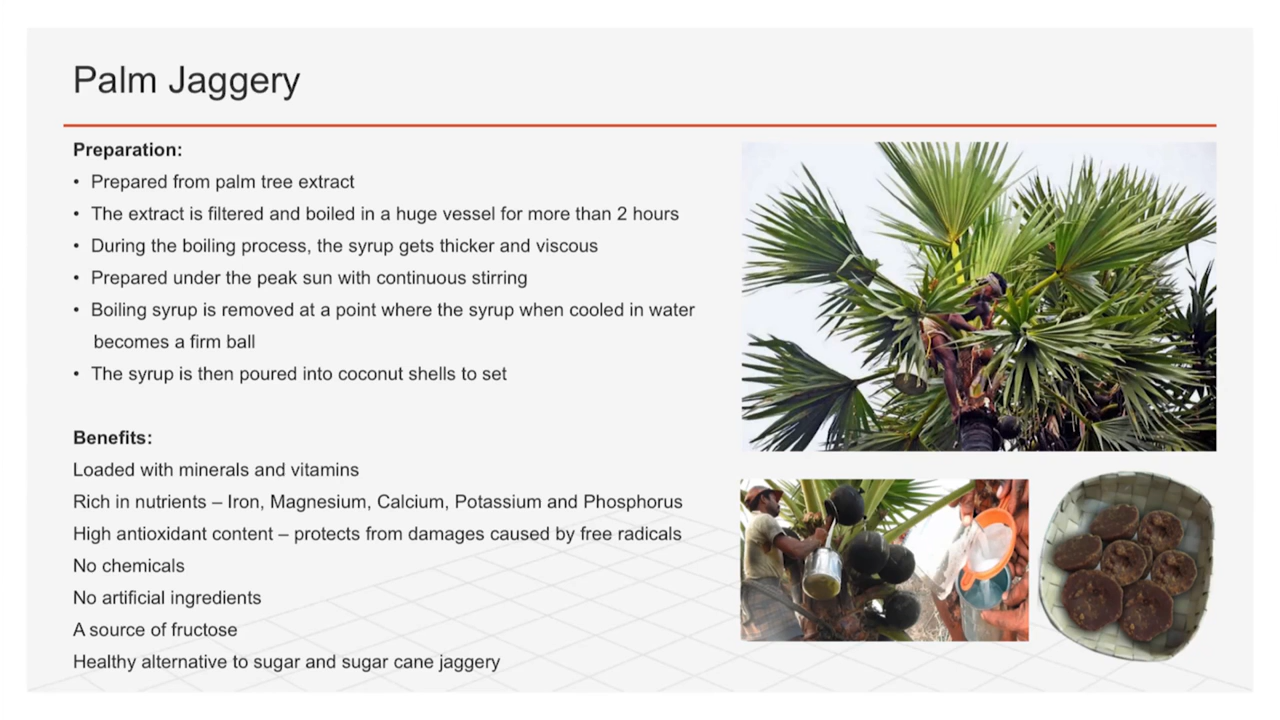 Palm Jaggery
Preparation:
• Prepared from palm tree extract
• The extract is filtered and boiled in a huge vessel for more than 2 hours
• During the boiling process, the syrup gets thicker and viscous
• Prepared under the peak sun with continuous stirring
• Boiling syrup is removed at a point where the syrup when cooled in water
becomes a firm ball
• The syrup is then poured into coconut shells to set
Benefits:
Loaded with minerals and vitamins
Rich in nutrients – Iron, Magnesium, Calcium, Potassium and Phosphorus
High antioxidant content – protects from damages caused by free radicals
No chemicals
No artificial ingredients
A source of fructose
Healthy alternative to sugar and sugar cane jaggery